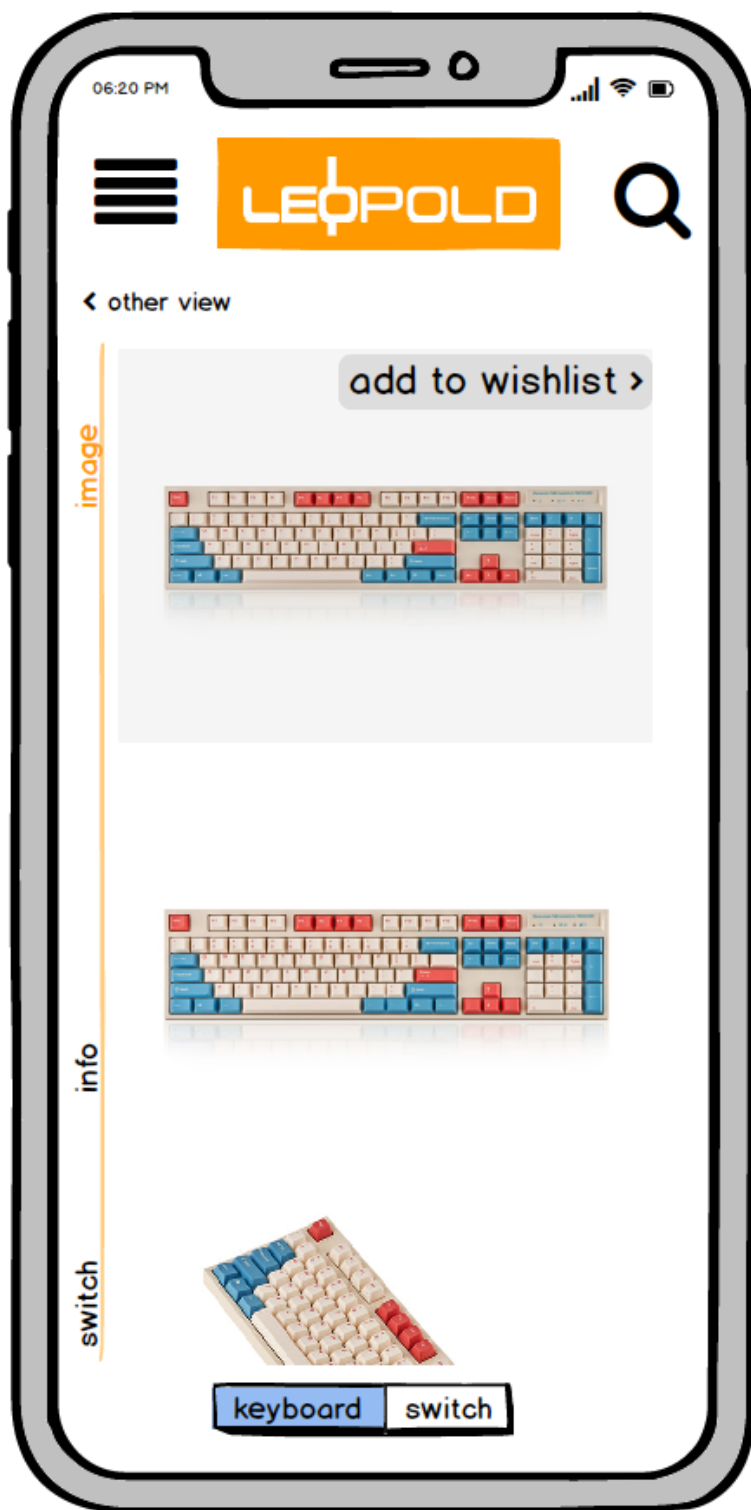 06:20 PM
LEOPOLD
other view
add to wishlist
image
info
switch
keyboard
switch